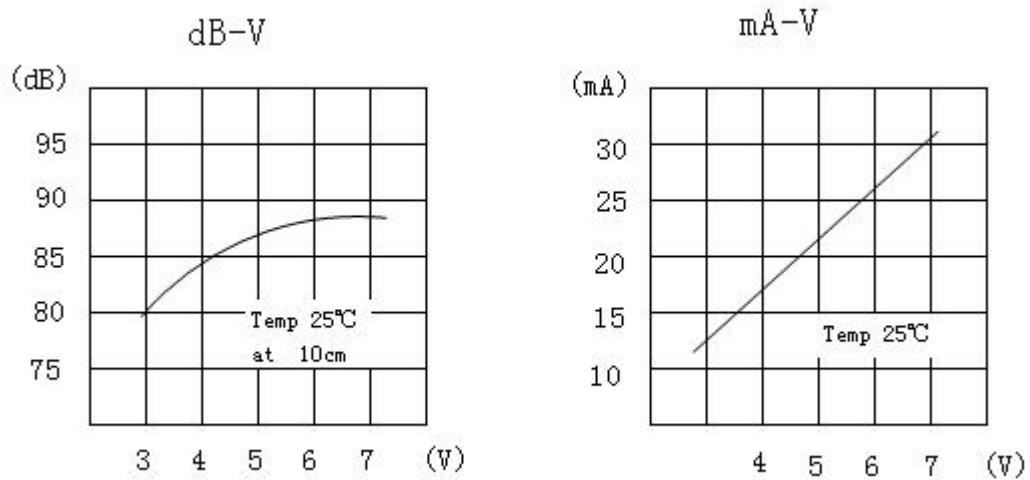 dB-V
(dB)
95
90
85
80
75
Temp 25℃
at 10cm
3 4 5 6 7 (V)
mA-V
(mA)
30
25
20
15
10
Temp 25℃
4 5 6 7 (V)